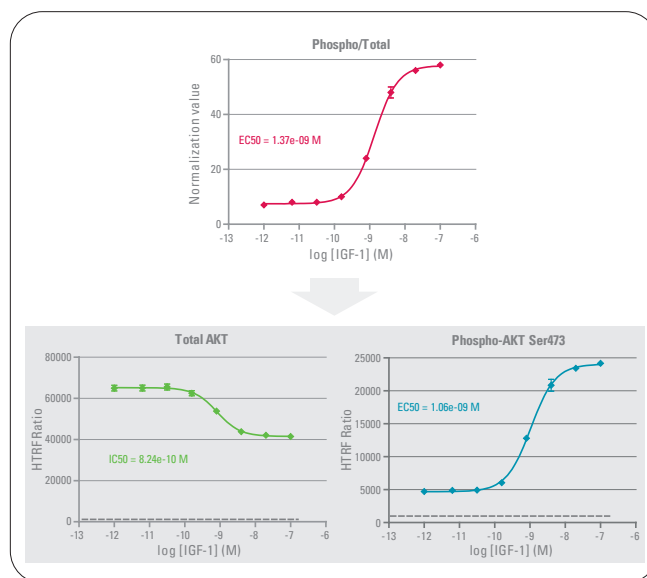 Phospho/Total
60
40
20
0
Normalization value
EC50 = 1.37e-09 M
-13 -12 -11 -10 -9 -8 -7 -6
log [IGF-1] (M)
Total AKT
80000
60000
40000
20000
0
HTRF Ratio
IC50 = 8.24e-10 M
-13 -12 -11 -10 -9 -8 -7 -6
log [IGF-1] (M)
Phospho-AKT Ser473
25000
20000
15000
10000
5000
0
HTRF Ratio
EC50 = 1.06e-09 M
-13 -12 -11 -10 -9 -8 -7 -6
log [IGF-1] (M)